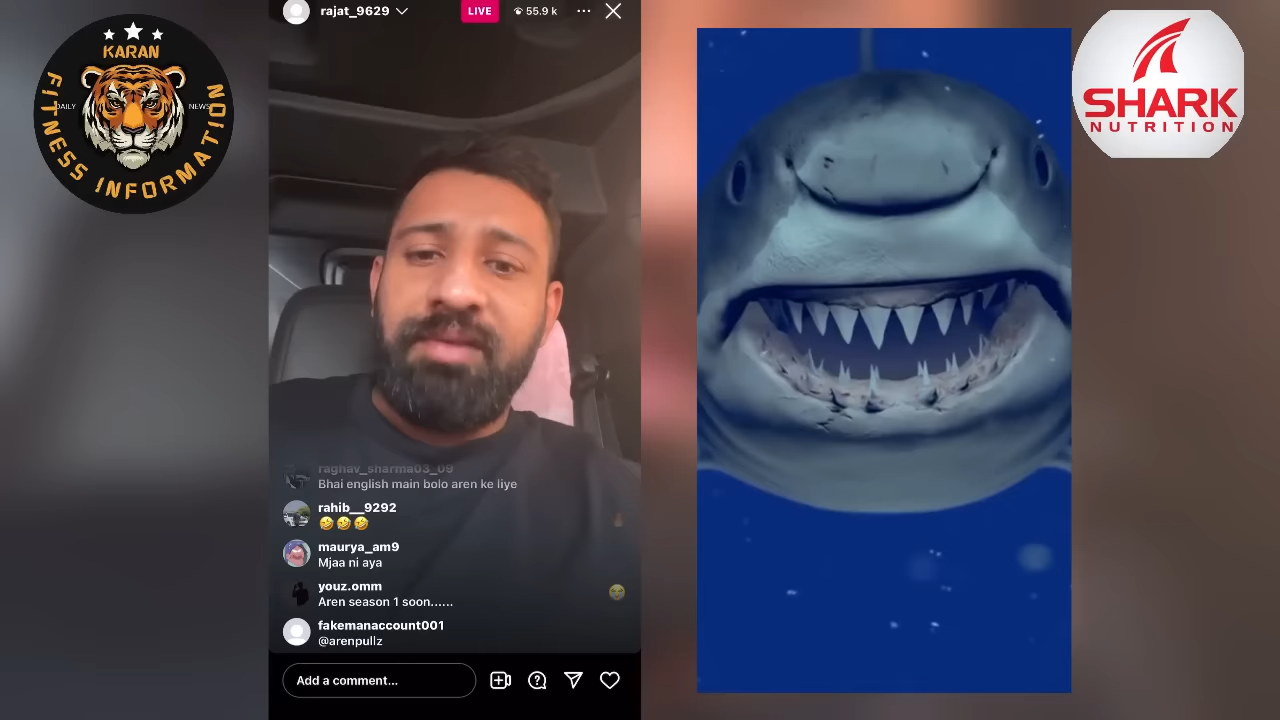 KARAN
DAILY
NEWS
FITNESS INFORMATION
rajat_9629
LIVE
55.9 k
raghav_sharma03_09
Bhai english main bolo aren ke liye
rahib__9292
🤣🤣🤣
maurya_am9
Mjaa ni aya
youz.omm
Aren season 1 soon......
fakemanaccount001
@arenpullz
Add a comment...
SHARK
NUTRITION